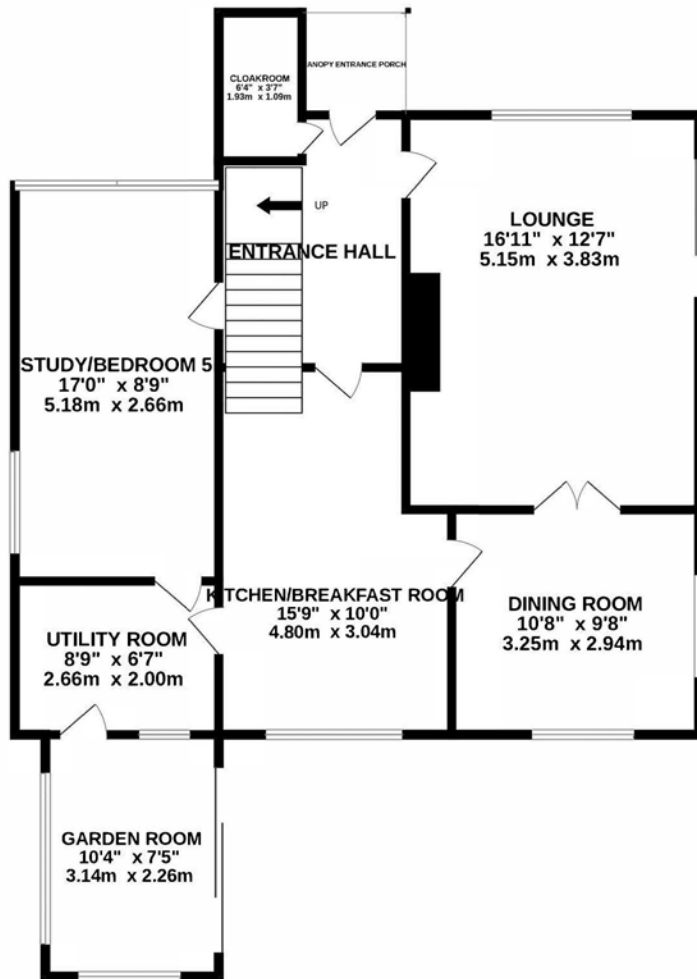 CLOAKROOM
6'4" x 3'7"
1.93m x 1.09m
ANOPY ENTRANCE PORCH
UP
ENTRANCE HALL
LOUNGE
16'11" x 12'7"
5.15m x 3.83m
STUDY/BEDROOM 5
17'0" x 8'9"
5.18m x 2.66m
KITCHEN/BREAKFAST ROOM
15'9" x 10'0"
4.80m x 3.04m
DINING ROOM
10'8" x 9'8"
3.25m x 2.94m
UTILITY ROOM
8'9" x 6'7"
2.66m x 2.00m
GARDEN ROOM
10'4" x 7'5"
3.14m x 2.26m